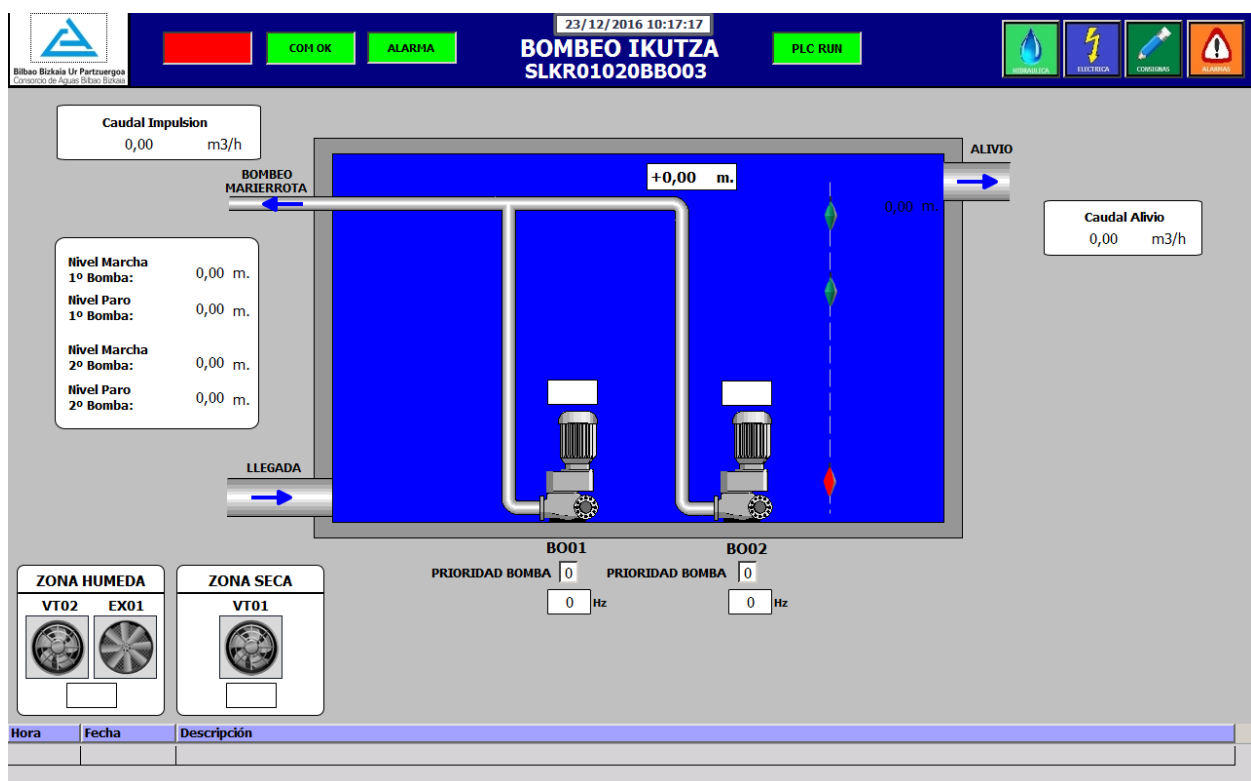 23/12/2016 10:17:17
Bilbao Bizkaia Ur Partzuergoa
Consorcio de Aguas Bilbao Bizkaia
COM OK
ALARMA
BOMBEO IKUTZA
SLKR01020BBO03
PLC RUN
HIDRAULICA
ELECTRICA
CONSIGNAS
ALARMAS
Caudal Impulsion
0,00 m3/h
BOMBEO
MARIERROTA
+0,00 m.
ALIVIO
0,00 m.
Caudal Alivio
0,00 m3/h
Nivel Marcha
1º Bomba:
0,00 m.
Nivel Paro
1º Bomba:
0,00 m.
Nivel Marcha
2º Bomba:
0,00 m.
Nivel Paro
2º Bomba:
0,00 m.
LLEGADA
BO01
BO02
PRIORIDAD BOMBA 0
PRIORIDAD BOMBA 0
0 Hz
0 Hz
ZONA HUMEDA
VT02 EX01
ZONA SECA
VT01
Hora Fecha Descripción